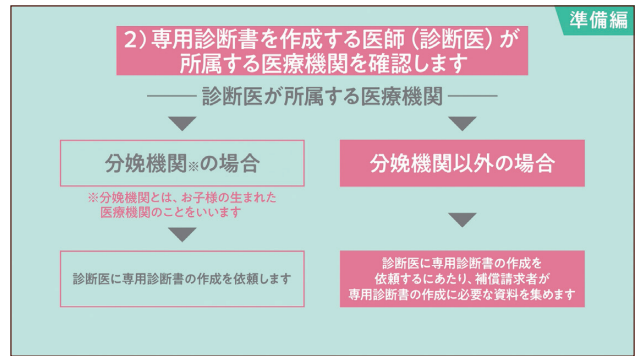 準備編
2）専用診断書を作成する医師（診断医）が
所属する医療機関を確認します
診断医が所属する医療機関
分娩機関※の場合
※分娩機関とは、お子様の生まれた
医療機関のことをいいます
診断医に専用診断書の作成を依頼します
分娩機関以外の場合
診断医に専用診断書の作成を
依頼するにあたり、補償請求者が
専用診断書の作成に必要な資料を集めます